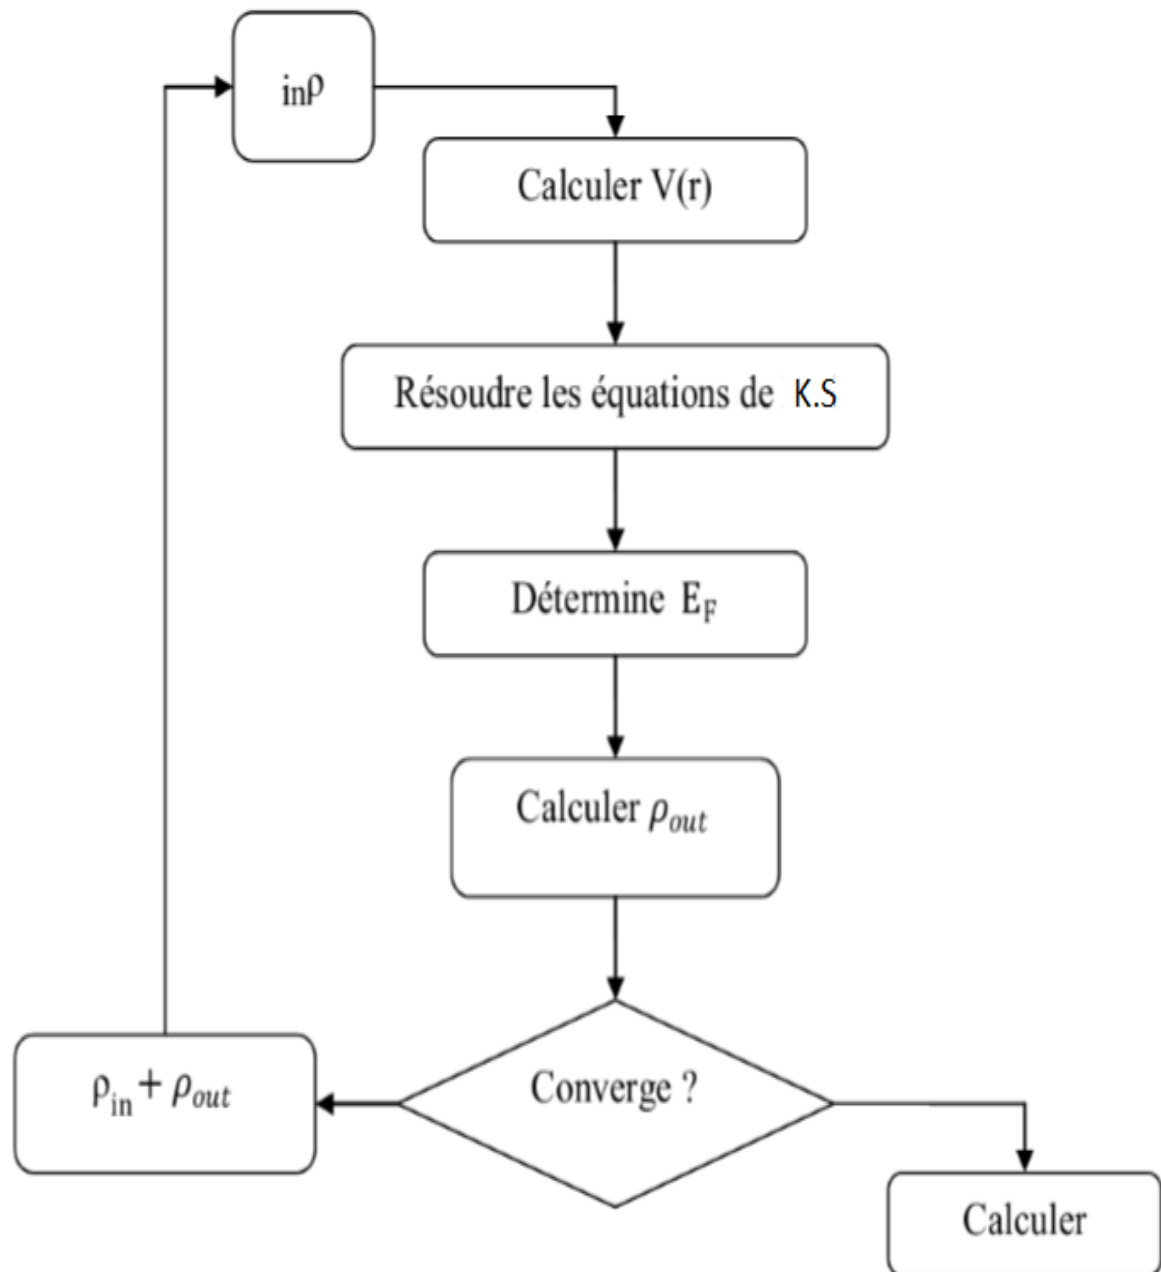 inρ
Calculer V(r)
Résoudre les équations de K.S
Détermine E_F
Calculer ρ_out
Converge ?
ρ_in + ρ_out
Calculer